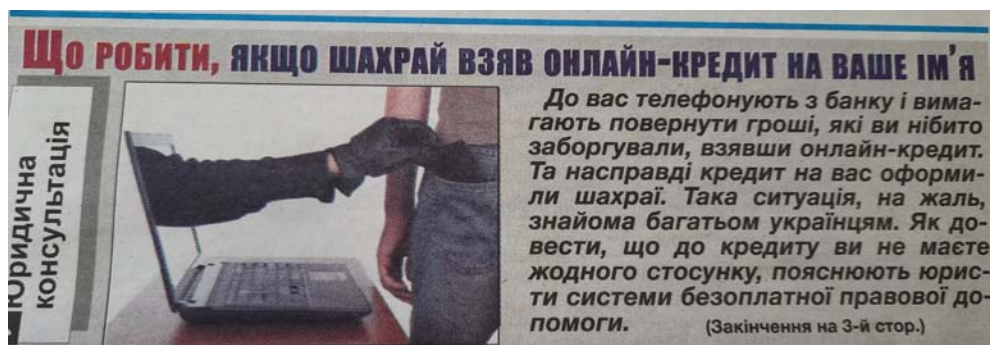 Що робити, якщо шахрай взяв онлайн-кредит на ваше ім'я
Юридична
консультація
До вас телефонують з банку і вима-
гають повернути гроші, які ви нібито
заборгували, взявши онлайн-кредит.
Та насправді кредит на вас оформи-
ли шахраї. Така ситуація, на жаль,
знайома багатьом українцям. Як до-
вести, що до кредиту ви не маєте
жодного стосунку, пояснюють юрис-
ти системи безоплатної правової до-
помоги. (Закінчення на 3-й стор.)